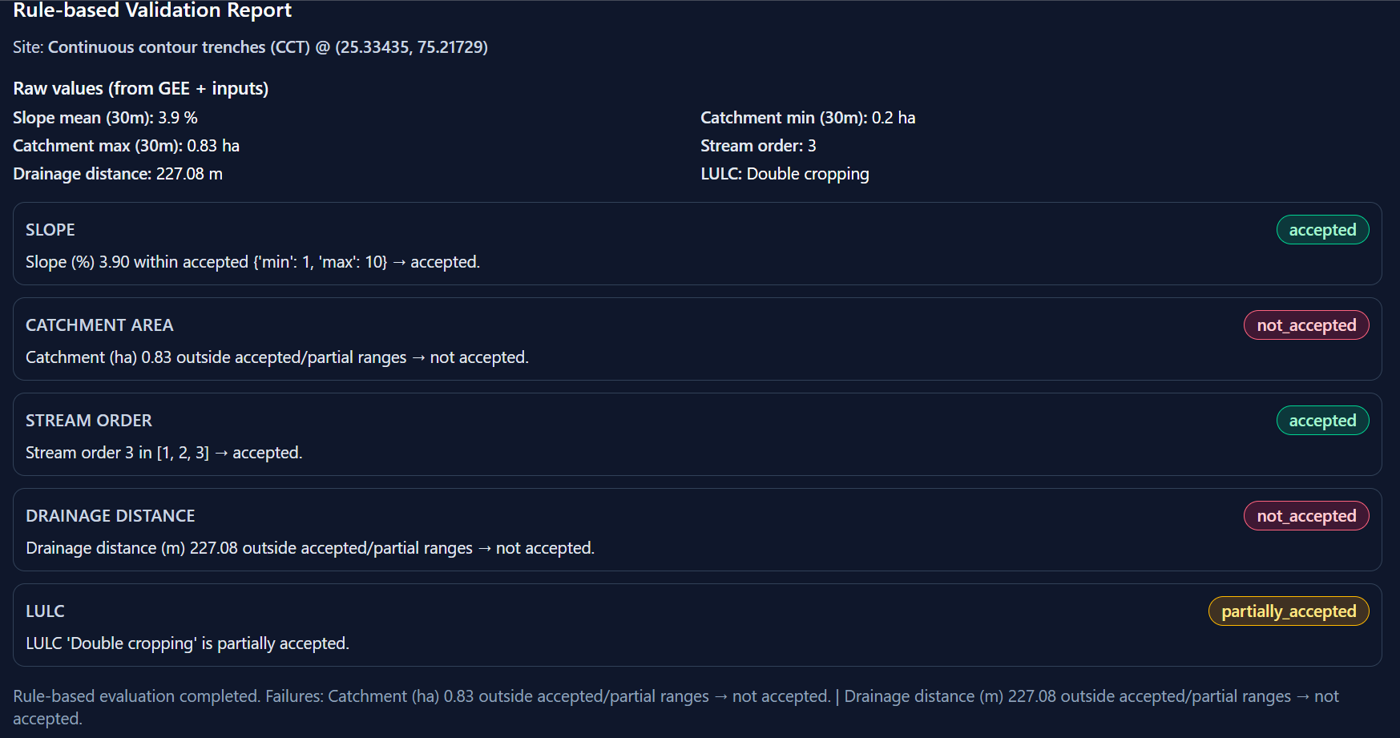 Rule-based Validation Report
Site: Continuous contour trenches (CCT) @ (25.33435, 75.21729)
Raw values (from GEE + inputs)
Slope mean (30m): 3.9 %
Catchment min (30m): 0.2 ha
Catchment max (30m): 0.83 ha
Stream order: 3
Drainage distance: 227.08 m
LULC: Double cropping
SLOPE
accepted
Slope (%) 3.90 within accepted {'min': 1, 'max': 10} → accepted.
CATCHMENT AREA
not_accepted
Catchment (ha) 0.83 outside accepted/partial ranges → not accepted.
STREAM ORDER
accepted
Stream order 3 in [1, 2, 3] → accepted.
DRAINAGE DISTANCE
not_accepted
Drainage distance (m) 227.08 outside accepted/partial ranges → not accepted.
LULC
partially_accepted
LULC 'Double cropping' is partially accepted.
Rule-based evaluation completed. Failures: Catchment (ha) 0.83 outside accepted/partial ranges → not accepted. | Drainage distance (m) 227.08 outside accepted/partial ranges → not
accepted.